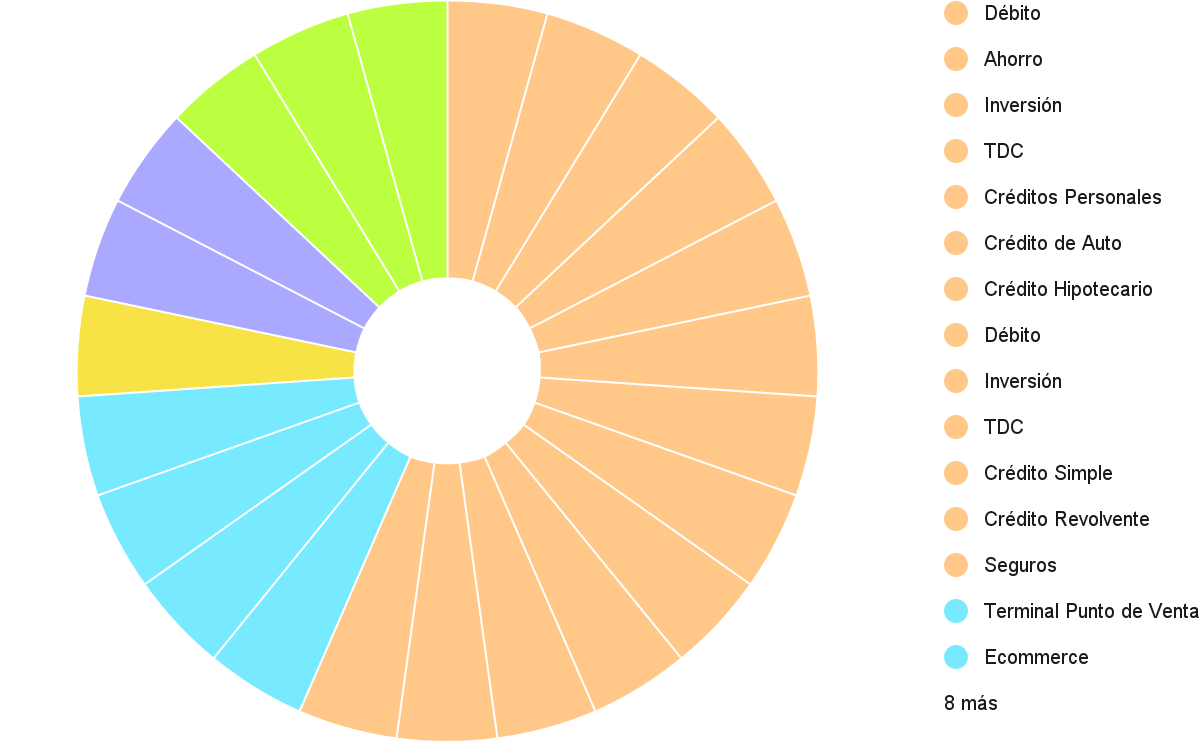 Débito
Ahorro
Inversión
TDC
Créditos Personales
Crédito de Auto
Crédito Hipotecario
Débito
Inversión
TDC
Crédito Simple
Crédito Revolvente
Seguros
Terminal Punto de Venta
Ecommerce
8 más